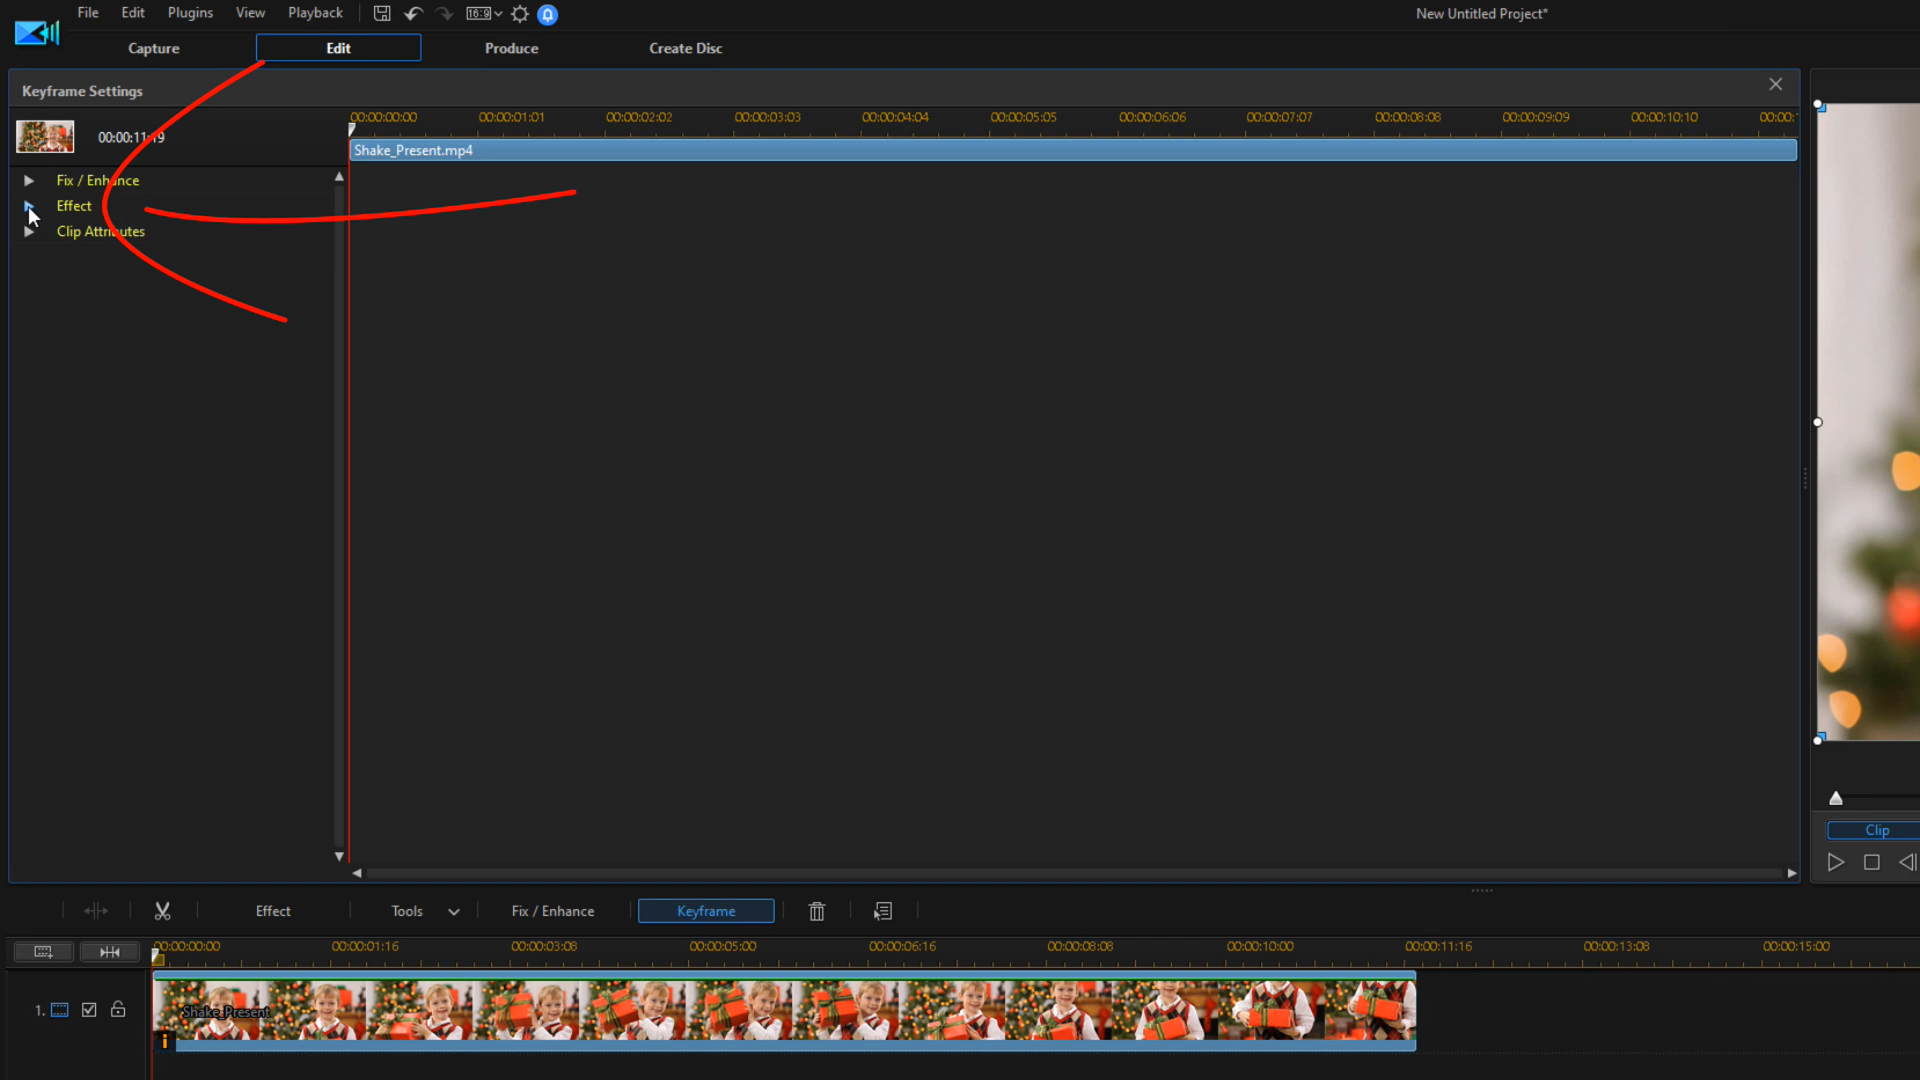 File Edit Plugins View Playback 16:9 New Untitled Project*
Capture Edit Produce Create Disc
Keyframe Settings
00:00:11:19
00:00:00:00 00:00:01:01 00:00:02:02 00:00:03:03 00:00:04:04 00:00:05:05 00:00:06:06 00:00:07:07 00:00:08:08 00:00:09:09 00:00:10:10 00:00:
Shake_Present.mp4
Fix / Enhance
Effect
Clip Attributes
Clip
Effect Tools Fix / Enhance Keyframe
00:00:00:00 00:00:01:16 00:00:03:08 00:00:05:00 00:00:06:16 00:00:08:08 00:00:10:00 00:00:11:16 00:00:13:08 00:00:15:00
1. Shake_Present
i